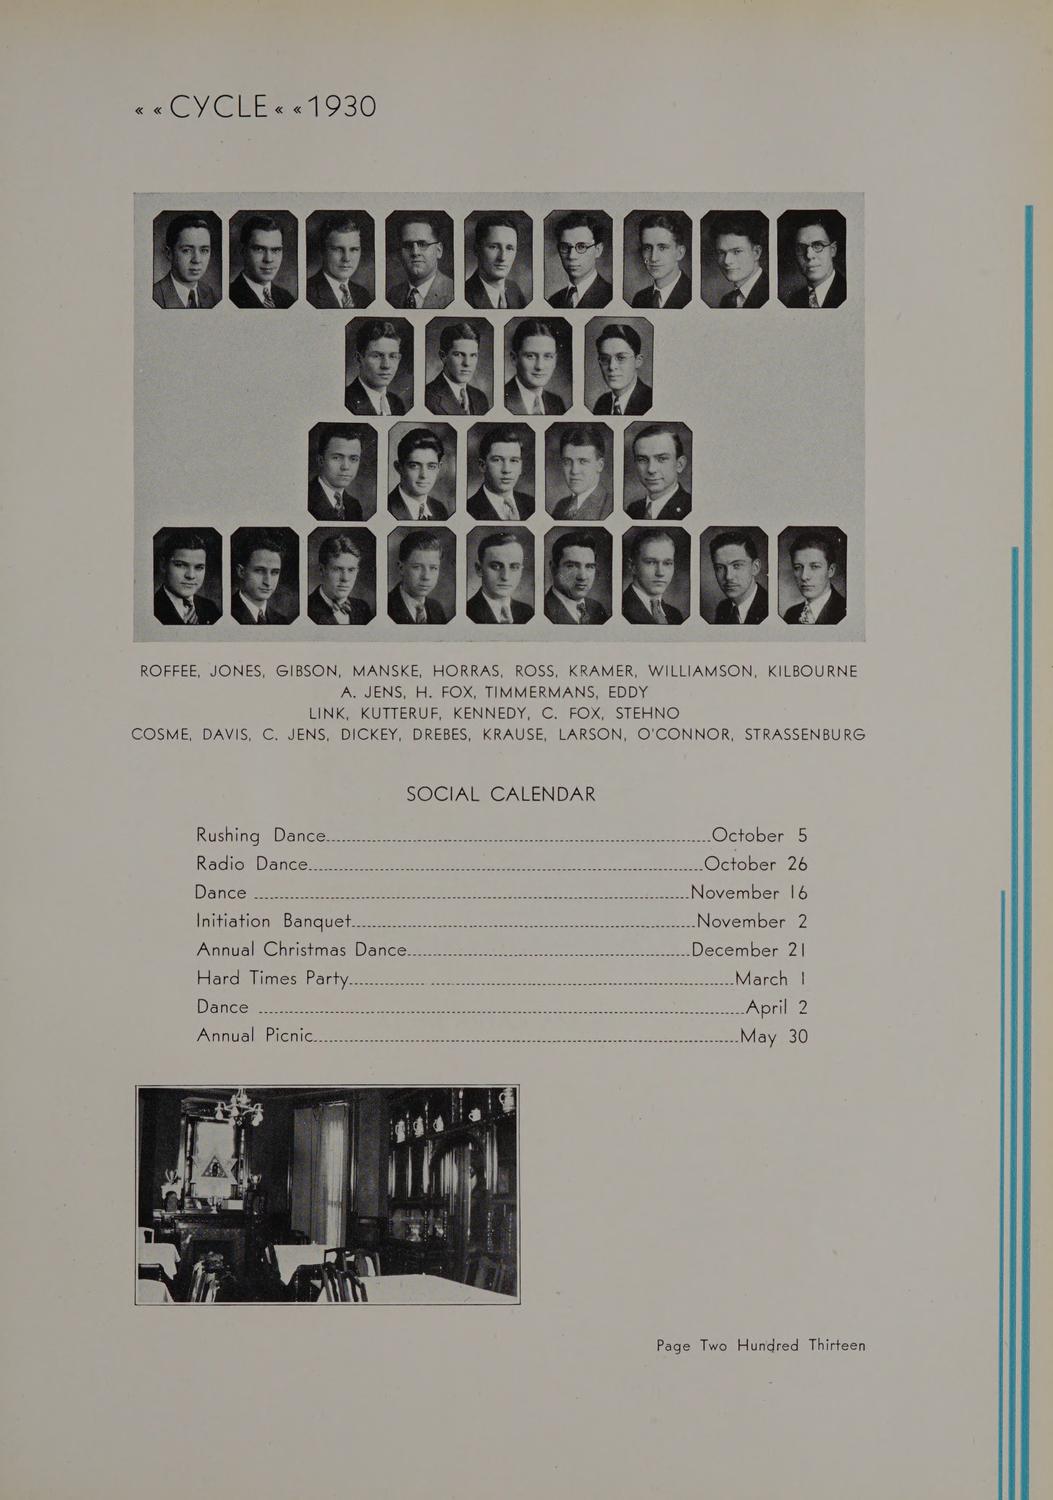 « « CYCLE « « 1930
ROFFEE, JONES, GIBSON, MANSKE, HORRAS, ROSS, KRAMER, WILLIAMSON, KILBOURNE
A. JENS, H. FOX, TIMMERMANS, EDDY
LINK, KUTTERUF, KENNEDY, C. FOX, STEHNO
COSME, DAVIS, C. JENS, DICKEY, DREBES, KRAUSE, LARSON, O'CONNOR, STRASSENBURG
SOCIAL CALENDAR
Rushing Dance October 5
Radio Dance October 26
Dance November 16
Initiation Banquet November 2
Annual Christmas Dance December 21
Hard Times Party March 1
Dance April 2
Annual Picnic May 30
Page Two Hundred Thirteen